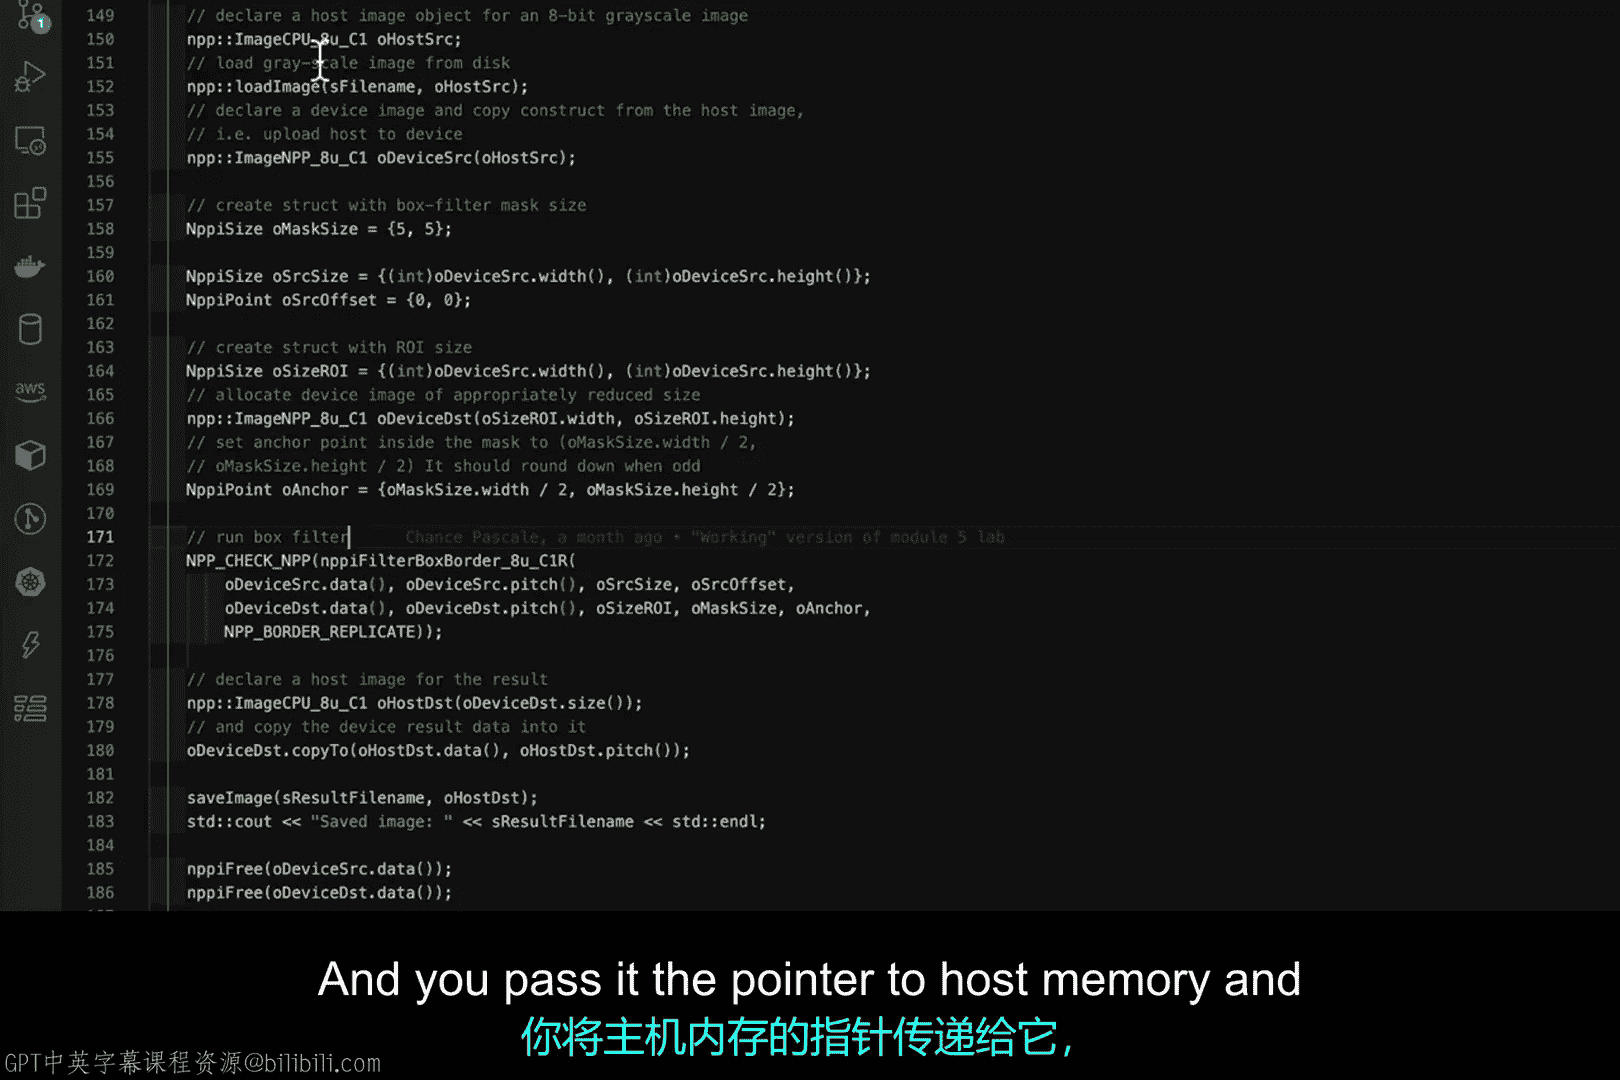 149 // declare a host image object for an 8-bit grayscale image
150 npp::ImageCPU_8u_C1 oHostSrc;
151 // load gray-scale image from disk
152 npp::loadImage(sFilename, oHostSrc);
153 // declare a device image and copy construct from the host image,
154 // i.e. upload host to device
155 npp::ImageNPP_8u_C1 oDeviceSrc(oHostSrc);
156
157 // create struct with box-filter mask size
158 NppiSize oMaskSize = {5, 5};
159
160 NppiSize oSrcSize = {(int)oDeviceSrc.width(), (int)oDeviceSrc.height()};
161 NppiPoint oSrcOffset = {0, 0};
162
163 // create struct with ROI size
164 NppiSize oSizeROI = {(int)oDeviceSrc.width(), (int)oDeviceSrc.height()};
165 // allocate device image of appropriately reduced size
166 npp::ImageNPP_8u_C1 oDeviceDst(oSizeROI.width, oSizeROI.height);
167 // set anchor point inside the mask to (oMaskSize.width / 2,
168 // oMaskSize.height / 2) It should round down when odd
169 NppiPoint oAnchor = {oMaskSize.width / 2, oMaskSize.height / 2};
170
171 // run box filter Chance Pascale, a month ago • "Working" version of module 5 lab
172 NPP_CHECK_NPP(nppiFilterBoxBorder_8u_C1R(
173 oDeviceSrc.data(), oDeviceSrc.pitch(), oSrcSize, oSrcOffset,
174 oDeviceDst.data(), oDeviceDst.pitch(), oSizeROI, oMaskSize, oAnchor,
175 NPP_BORDER_REPLICATE));
176
177 // declare a host image for the result
178 npp::ImageCPU_8u_C1 oHostDst(oDeviceDst.size());
179 // and copy the device result data into it
180 oDeviceDst.copyTo(oHostDst.data(), oHostDst.pitch());
181
182 saveImage(sResultFilename, oHostDst);
183 std::cout << "Saved image: " << sResultFilename << std::endl;
184
185 nppiFree(oDeviceSrc.data());
186 nppiFree(oDeviceDst.data());
1
aws
And you pass it the pointer to host memory and
你将主机内存的指针传递给它,
GPT中英字幕课程资源@bilibili.com